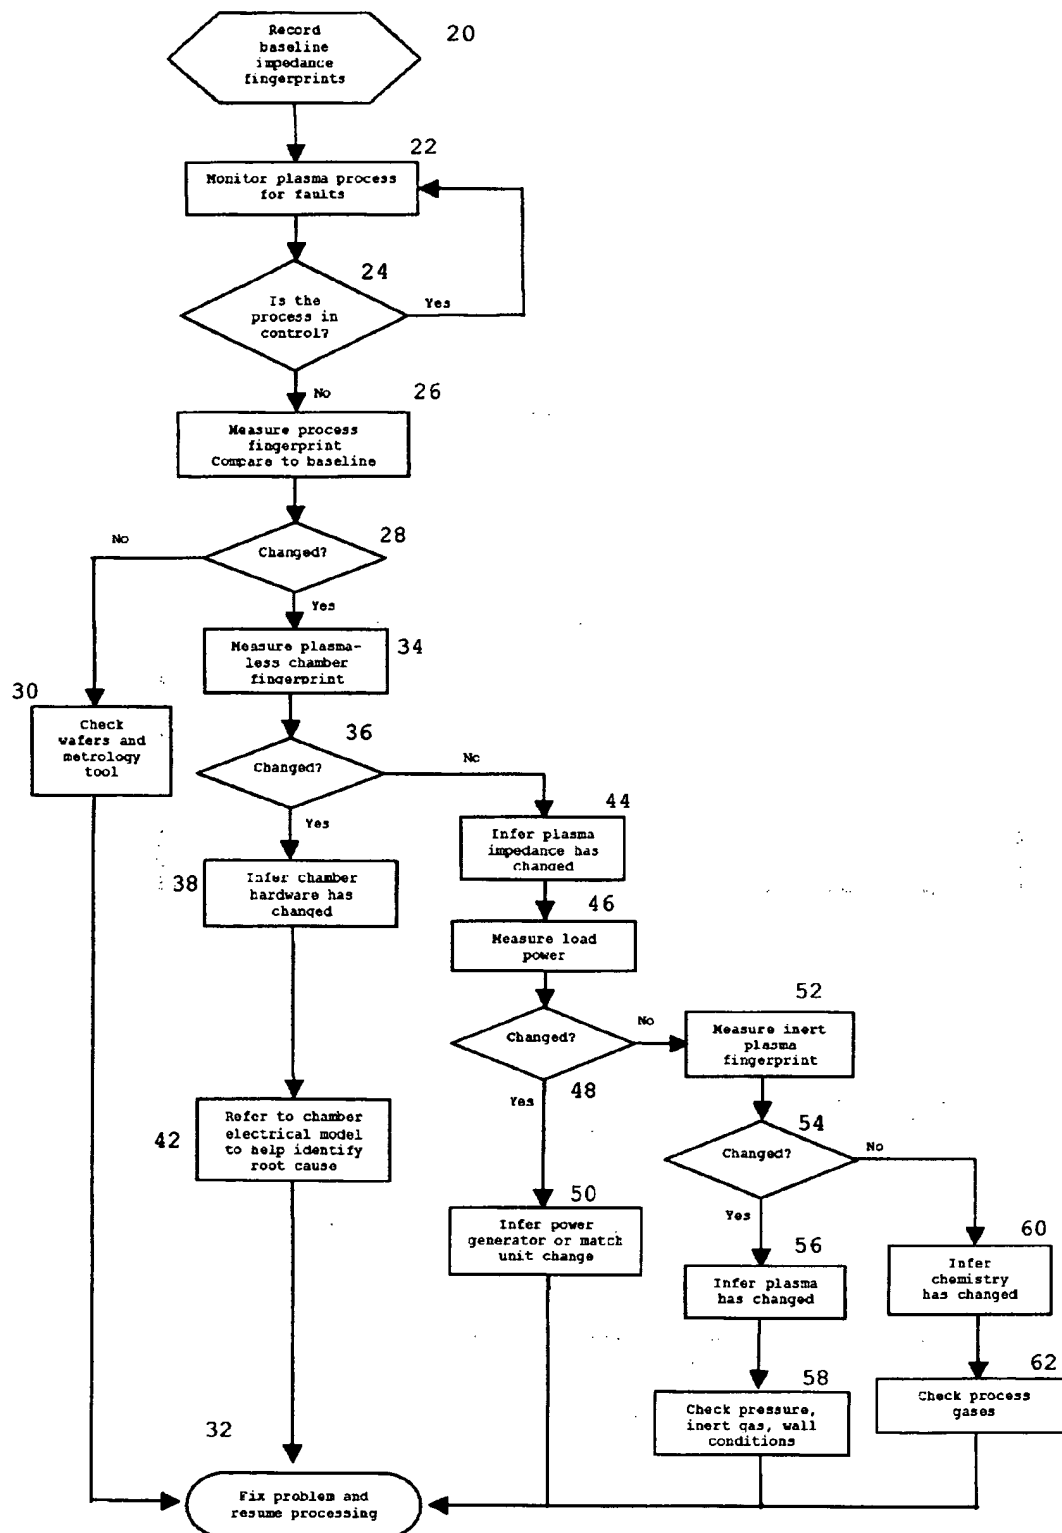 Record
baseline
impedance
fingerprints
20
22
Monitor plasma process
for faults
24
Is the
process in
control?
Yes
No
26
Measure process
fingerprint
Compare to baseline
28
Changed?
No
Yes
34
Measure plasma-
less chamber
fingerprint
30
Check
wafers and
metrology
tool
36
Changed?
No
Yes
44
Infer plasma
impedance has
changed
38
Infer chamber
hardware has
changed
46
Measure load
power
52
Changed?
No
Measure inert
plasma
fingerprint
48
Yes
42
Refer to chamber
electrical model
to help identify
root cause
54
Changed?
No
Yes
50
Infer power
generator or match
unit change
56
Infer plasma
has changed
60
Infer
chemistry
has changed
58
Check pressure,
inert gas, wall
conditions
62
Check process
gases
32
Fix problem and
resume processing